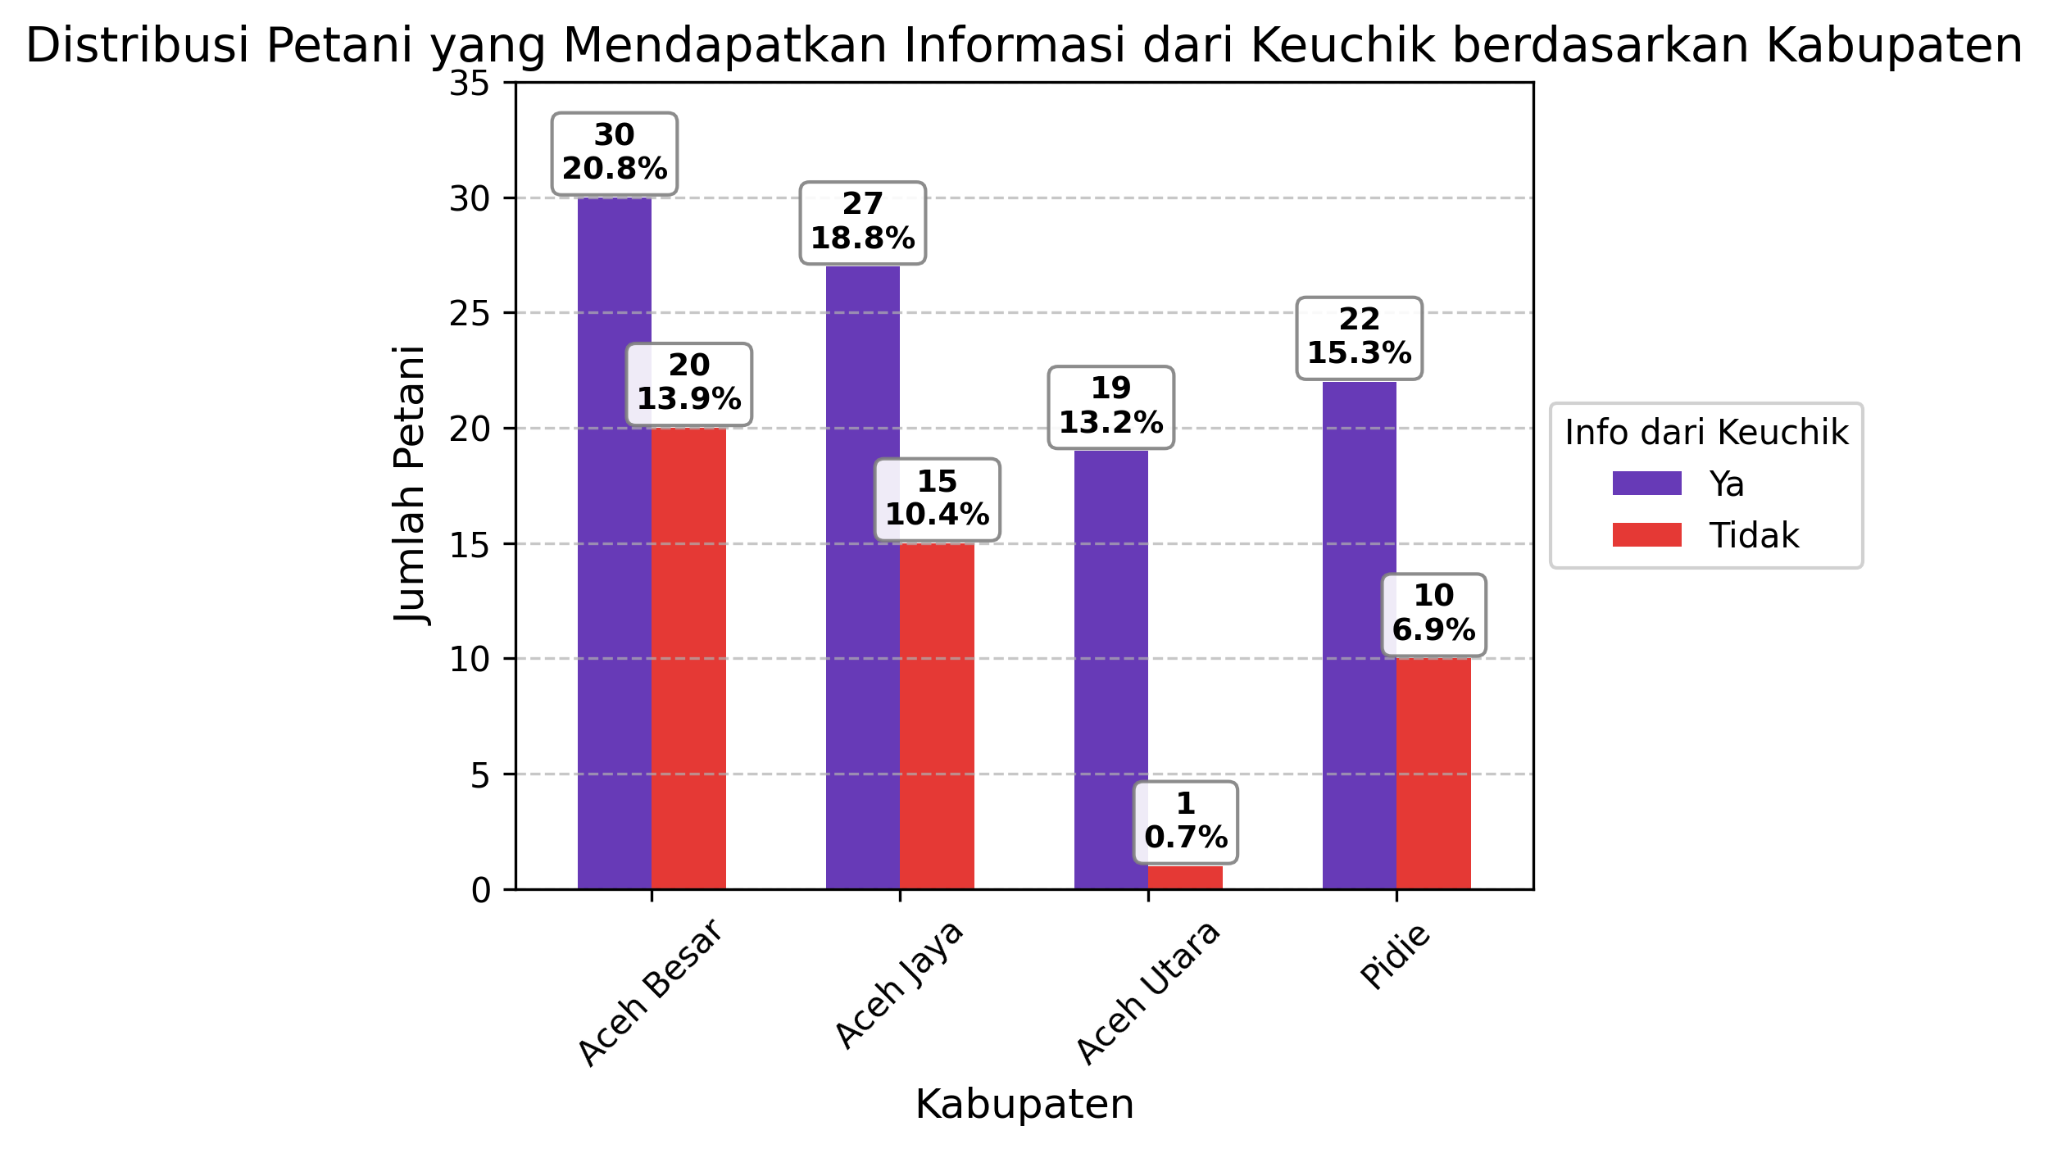 Distribusi Petani yang Mendapatkan Informasi dari Keuchik berdasarkan Kabupaten
Jumlah Petani
35
30
25
20
15
10
5
0
30
20.8%
20
13.9%
27
18.8%
15
10.4%
19
13.2%
1
0.7%
22
15.3%
10
6.9%
Aceh Besar
Aceh Jaya
Aceh Utara
Pidie
Kabupaten
Info dari Keuchik
Ya
Tidak